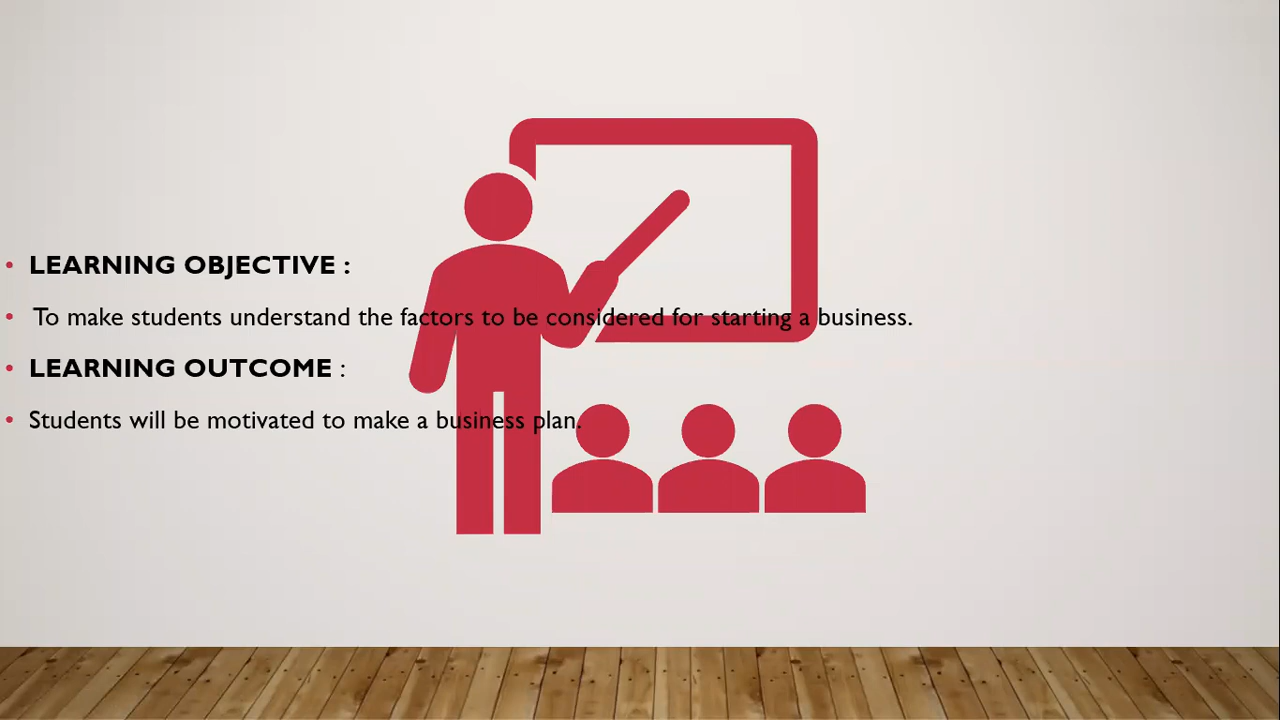 • LEARNING OBJECTIVE :
• To make students understand the factors to be considered for starting a business.
• LEARNING OUTCOME :
• Students will be motivated to make a business plan.